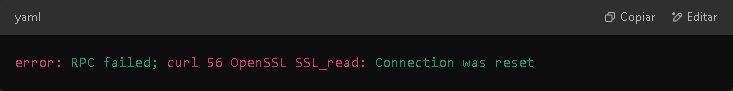 yaml
Copiar
Editar
error: RPC failed; curl 56 OpenSSL SSL_read: Connection was reset